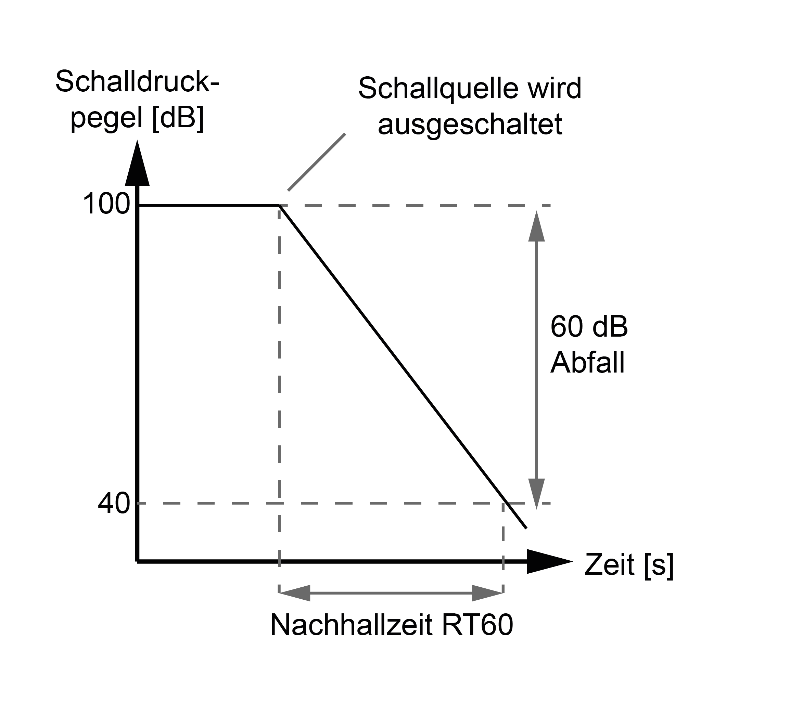 Schalldruck-
pegel [dB]
Schallquelle wird
ausgeschaltet
100
60 dB
Abfall
40
Zeit [s]
Nachhallzeit RT60